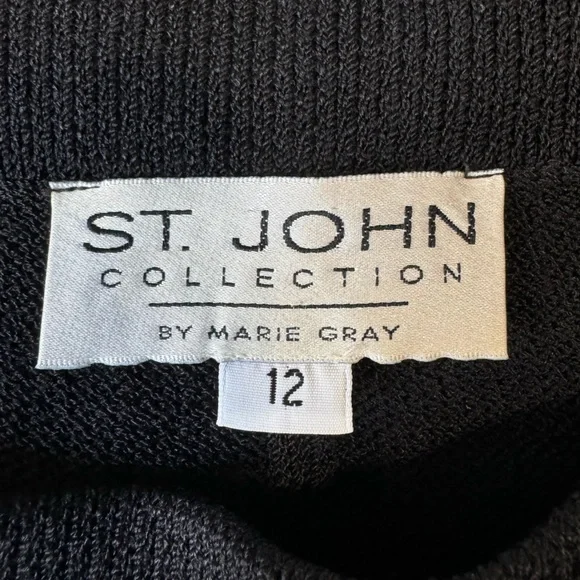 ST. JOHN
COLLECTION
BY MARIE GRAY
12